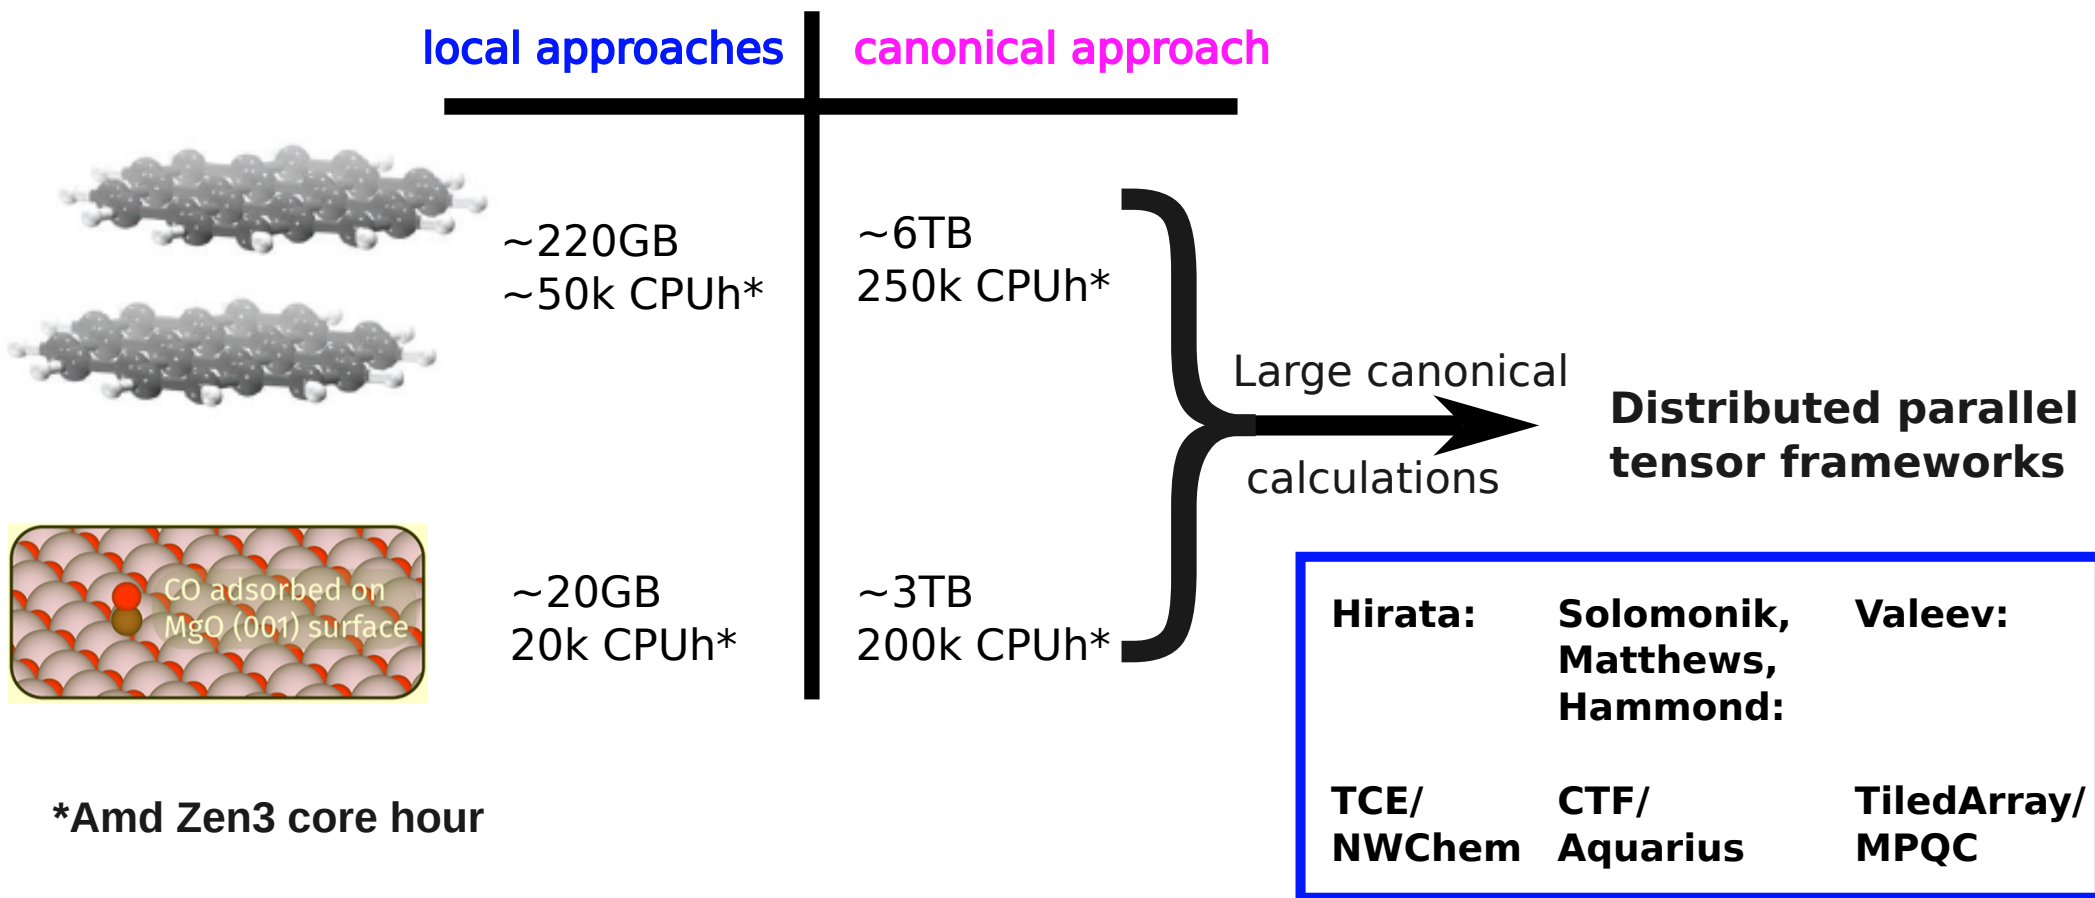 local approaches
canonical approach
~220GB
~50k CPUh*
~6TB
250k CPUh*
Large canonical
calculations
Distributed parallel
tensor frameworks
CO adsorbed on
MgO (001) surface
~20GB
20k CPUh*
~3TB
200k CPUh*
*Amd Zen3 core hour
Hirata:
TCE/
NWChem
Solomonik,
Matthews,
Hammond:
CTF/
Aquarius
Valeev:
TiledArray/
MPQC